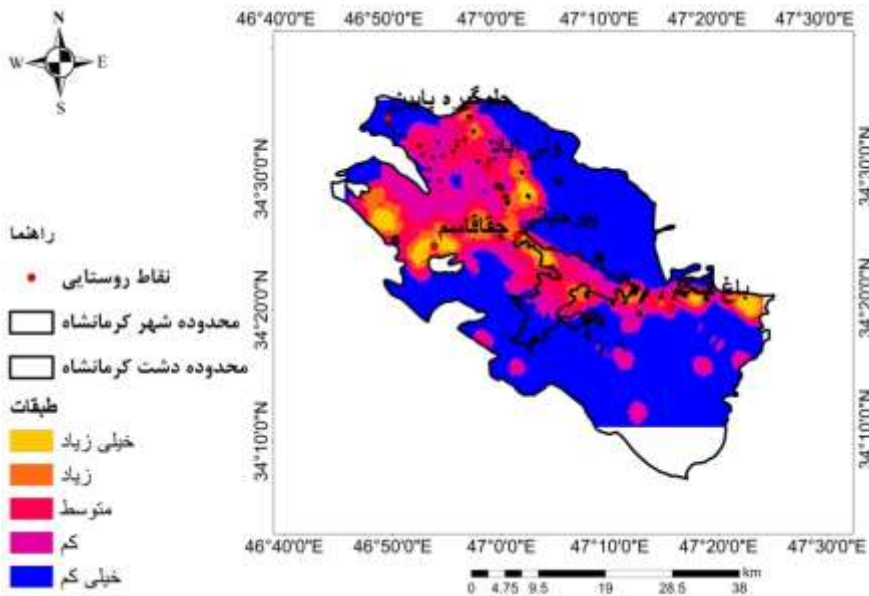 N
W E
S
46°40'0"E 46°50'0"E 47°0'0"E 47°10'0"E 47°20'0"E 47°30'0"E
34°30'0"N 34°30'0"N
34°20'0"N 34°20'0"N
34°10'0"N 34°10'0"N
چقاقاسم
راهنما
نقاط روستایی
محدوده شهر کرمانشاه
محدوده دشت کرمانشاه
طبقات
خیلی زیاد
زیاد
متوسط
کم
خیلی کم
46°40'0"E 46°50'0"E 47°0'0"E 47°10'0"E 47°20'0"E 47°30'0"E
km
0 4.75 9.5 19 28.5 38